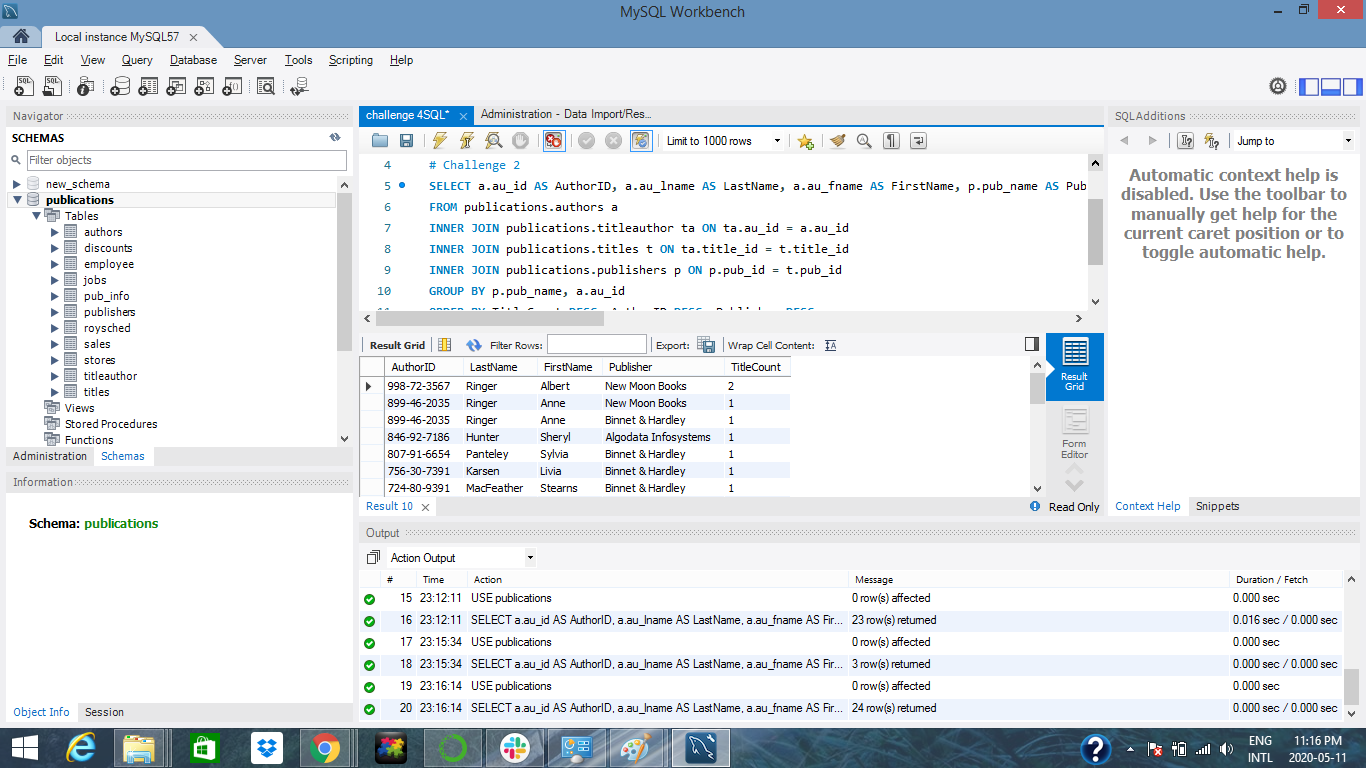 MySQL Workbench
Local instance MySQL57
File Edit View Query Database Server Tools Scripting Help
Navigator
SCHEMAS
Filter objects
new_schema
publications
Tables
authors
discounts
employee
jobs
pub_info
publishers
roysched
sales
stores
titleauthor
titles
Views
Stored Procedures
Functions
Administration Schemas
Information
Schema: publications
Object Info Session
challenge 4SQL* Administration - Data Import/Res...
Limit to 1000 rows
4 # Challenge 2
5 SELECT a.au_id AS AuthorID, a.au_lname AS LastName, a.au_fname AS FirstName, p.pub_name AS Pub
6 FROM publications.authors a
7 INNER JOIN publications.titleauthor ta ON ta.au_id = a.au_id
8 INNER JOIN publications.titles t ON ta.title_id = t.title_id
9 INNER JOIN publications.publishers p ON p.pub_id = t.pub_id
10 GROUP BY p.pub_name, a.au_id
Result Grid Filter Rows: Export: Wrap Cell Content:
AuthorID LastName FirstName Publisher TitleCount
998-72-3567 Ringer Albert New Moon Books 2
899-46-2035 Ringer Anne New Moon Books 1
899-46-2035 Ringer Anne Binnet & Hardley 1
846-92-7186 Hunter Sheryl Algodata Infosystems 1
807-91-6654 Panteley Sylvia Binnet & Hardley 1
756-30-7391 Karsen Livia Binnet & Hardley 1
724-80-9391 MacFeather Stearns Binnet & Hardley 1
Result Grid
Form Editor
Result 10
Read Only
SQLAdditions
Jump to
Automatic context help is
disabled. Use the toolbar to
manually get help for the
current caret position or to
toggle automatic help.
Context Help Snippets
Output
Action Output
# Time Action Message Duration / Fetch
15 23:12:11 USE publications 0 row(s) affected 0.000 sec
16 23:12:11 SELECT a.au_id AS AuthorID, a.au_lname AS LastName, a.au_fname AS Fir... 23 row(s) returned 0.016 sec / 0.000 sec
17 23:15:34 USE publications 0 row(s) affected 0.000 sec
18 23:15:34 SELECT a.au_id AS AuthorID, a.au_lname AS LastName, a.au_fname AS Fir... 3 row(s) returned 0.000 sec / 0.000 sec
19 23:16:14 USE publications 0 row(s) affected 0.000 sec
20 23:16:14 SELECT a.au_id AS AuthorID, a.au_lname AS LastName, a.au_fname AS Fir... 24 row(s) returned 0.000 sec / 0.000 sec
ENG 11:16 PM
INTL 2020-05-11